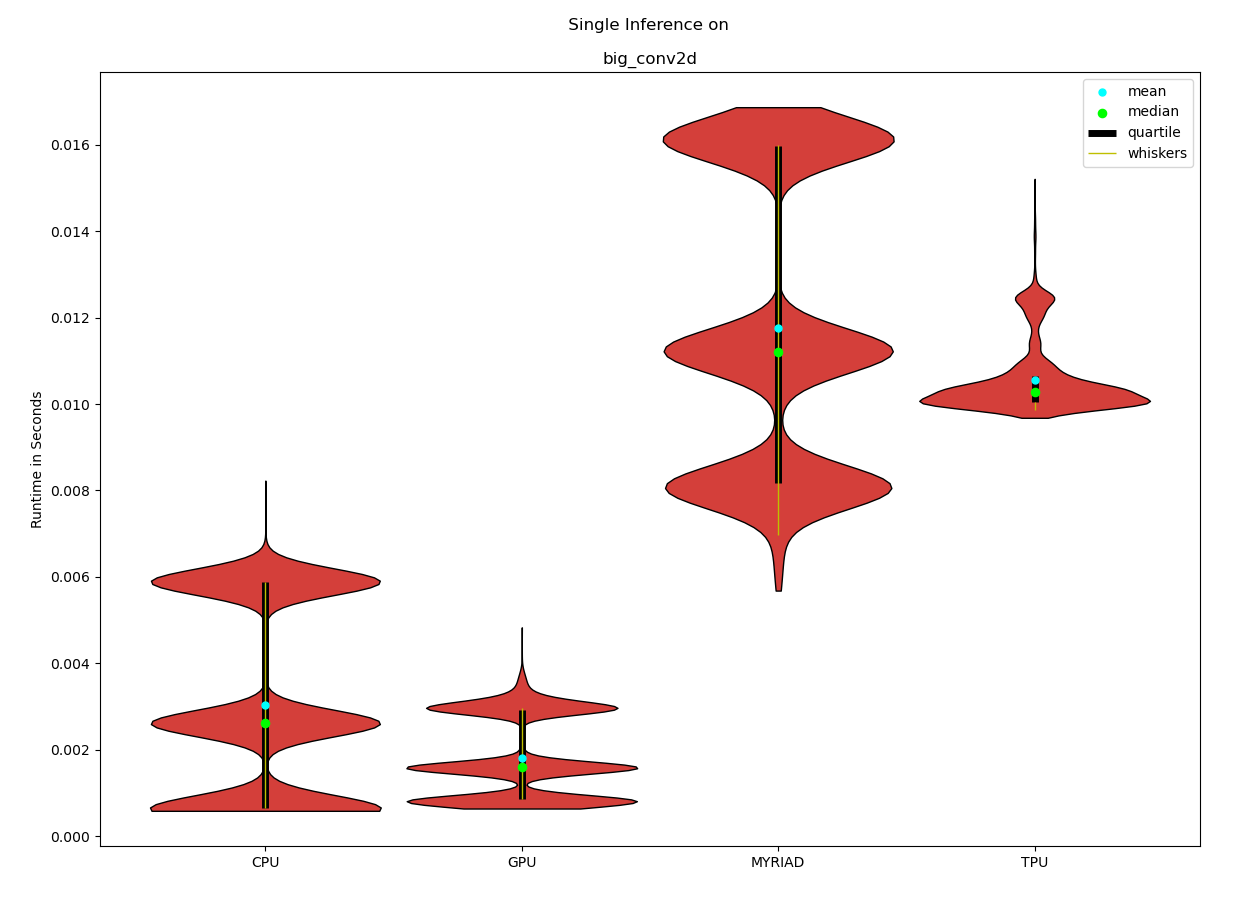 Single Inference on
big_conv2d
mean
median
quartile
whiskers
0.016
0.014
0.012
0.010
0.008
0.006
0.004
0.002
0.000
Runtime in Seconds
CPU GPU MYRIAD TPU